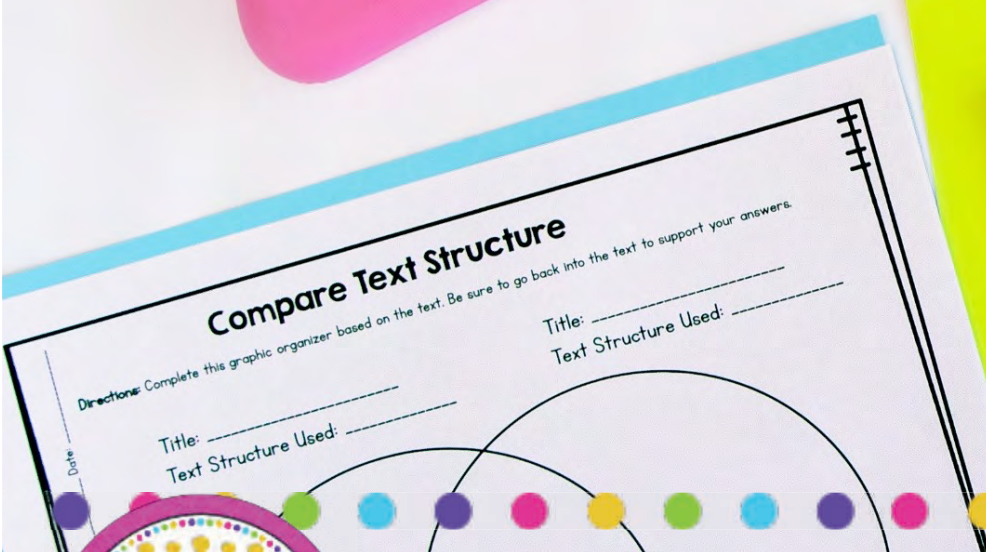 Compare Text Structure
Directions: Complete this graphic organizer based on the text. Be sure to go back into the text to support your answers.
Title:
Text Structure Used:
Title:
Text Structure Used:
Date: